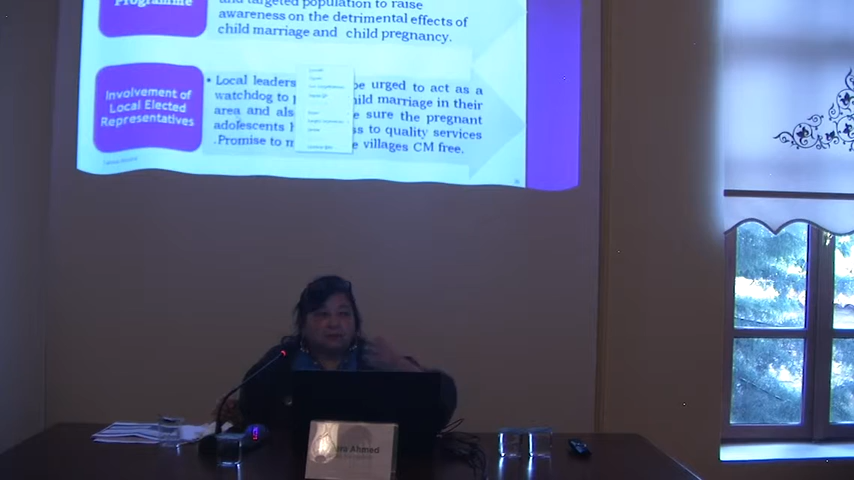 Programme
and targeted population to raise
awareness on the detrimental effects of
child marriage and child pregnancy.
Involvement of
Local Elected
Representatives
• Local leaders be urged to act as a
watchdog to child marriage in their
area and als sure the pregnant
adolescents to quality services
.Promise to villages CM free.
Ahmed